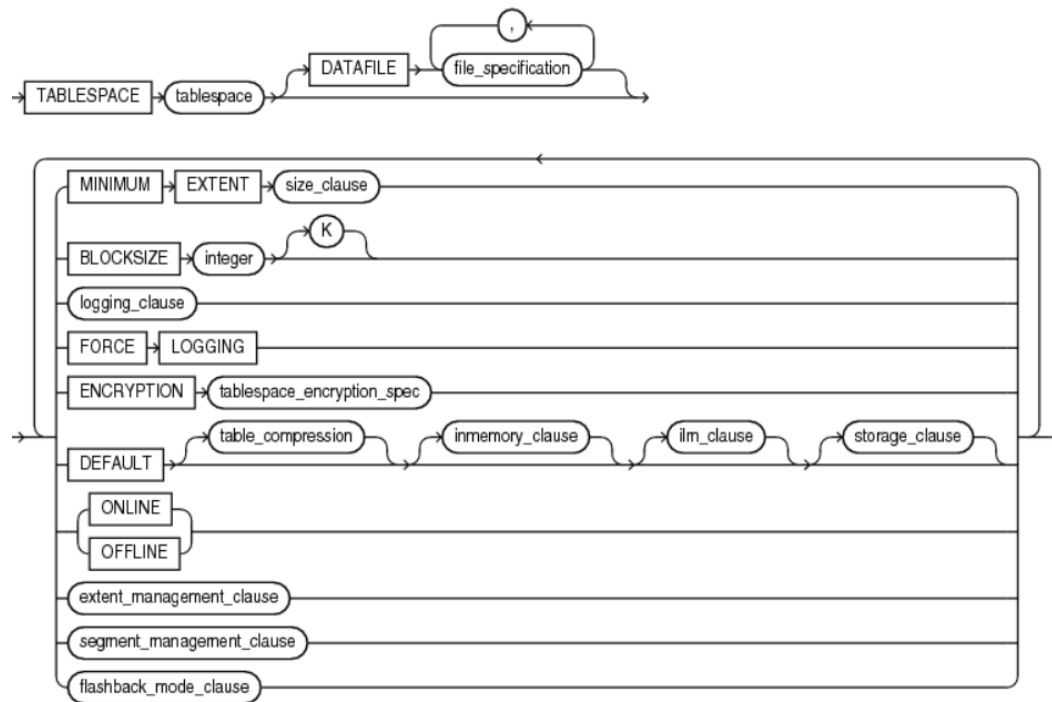 ,
DATAFILE file_specification
TABLESPACE tablespace
MINIMUM EXTENT size_clause
K
BLOCKSIZE integer
logging_clause
FORCE LOGGING
ENCRYPTION tablespace_encryption_spec
table_compression inmemory_clause ilm_clause storage_clause
DEFAULT
ONLINE
OFFLINE
extent_management_clause
segment_management_clause
flashback_mode_clause